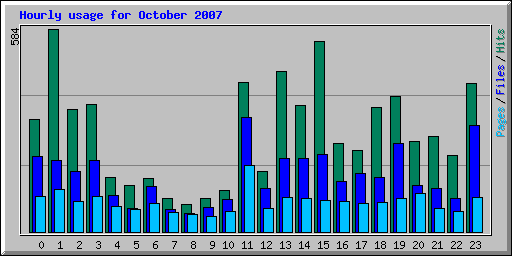 Hourly usage for October 2007
584
Pages / Files / Hits
0 1 2 3 4 5 6 7 8 9 10 11 12 13 14 15 16 17 18 19 20 21 22 23